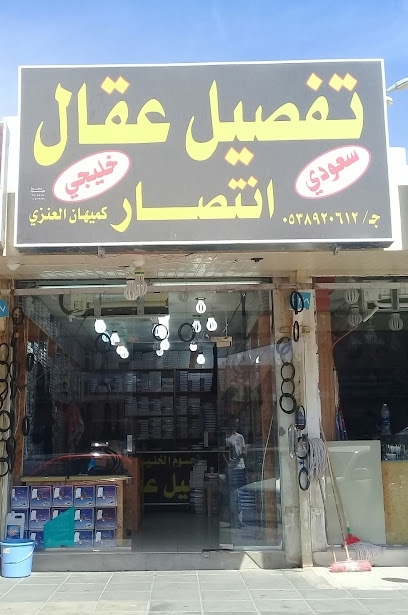 تفصيل عقال
خليجي
سعودي
انتصار
كميهان العنزي
ج/ ٠٥٣٨٩٢٠٦١٢